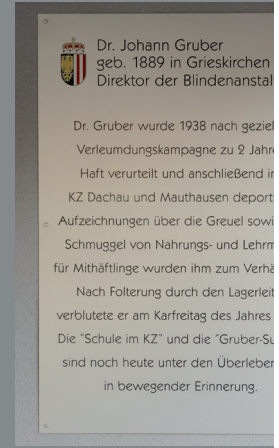 Dr. Johann Gruber
geb. 1889 in Grieskirchen
Direktor der Blindenanstal
Dr. Gruber wurde 1938 nach geziel
Verleumdungskampagne zu 2 Jahre
Haft verurteilt und anschließend in
KZ Dachau und Mauthausen deport
Aufzeichnungen über die Greuel sowi
Schmuggel von Nahrungs- und Lehrm
für Mithäftlinge wurden ihm zum Verhä
Nach Folterung durch den Lagerleit
verblutete er am Karfreitag des Jahres
Die "Schule im KZ" und die "Gruber-Su
sind noch heute unter den Überleber
in bewegender Erinnerung.